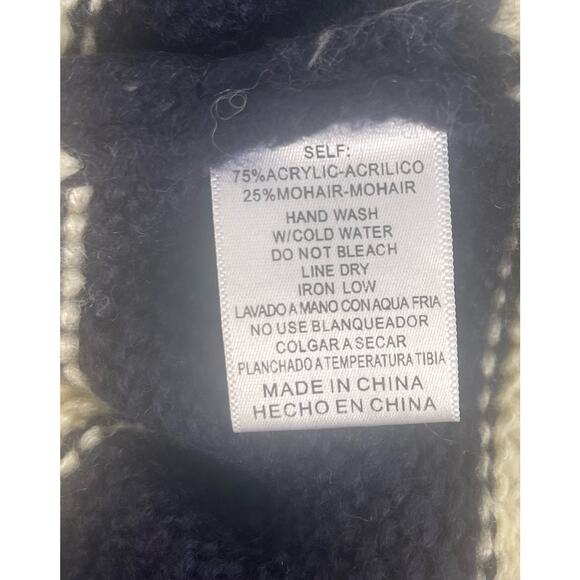 SELF:
75%ACRYLIC-ACRILICO
25%MOHAIR-MOHAIR
HAND WASH
W/COLD WATER
DO NOT BLEACH
LINE DRY
IRON LOW
LAVADO A MANO CON AQUA FRIA
NO USE BLANQUEADOR
COLGAR A SECAR
PLANCHADO A TEMPERATURA TIBIA
MADE IN CHINA
HECHO EN CHINA